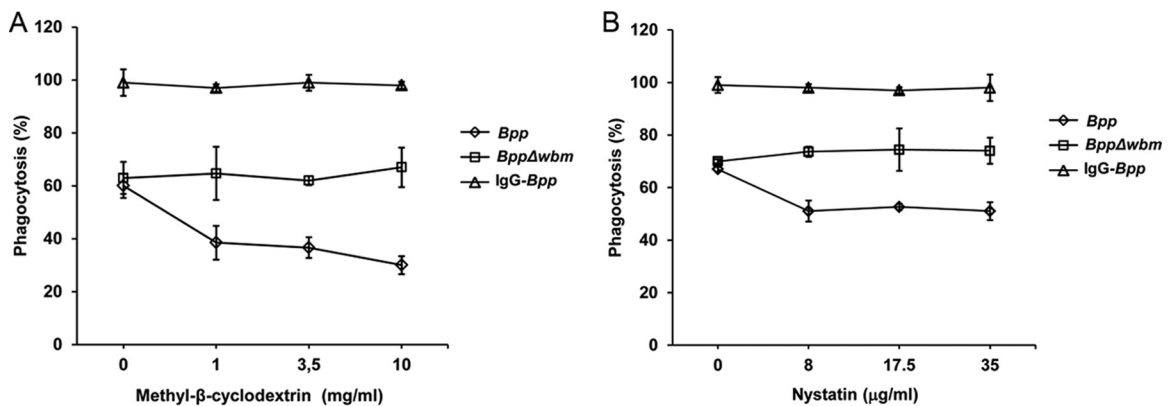 A
120
100
80
60
40
20
0
Phagocytosis (%)
0 1 3,5 10
Methyl-β-cyclodextrin (mg/ml)
Bpp
BppΔwbm
IgG-Bpp
B
120
100
80
60
40
20
0
Phagocytosis (%)
0 8 17.5 35
Nystatin (μg/ml)
Bpp
BppΔwbm
IgG-Bpp